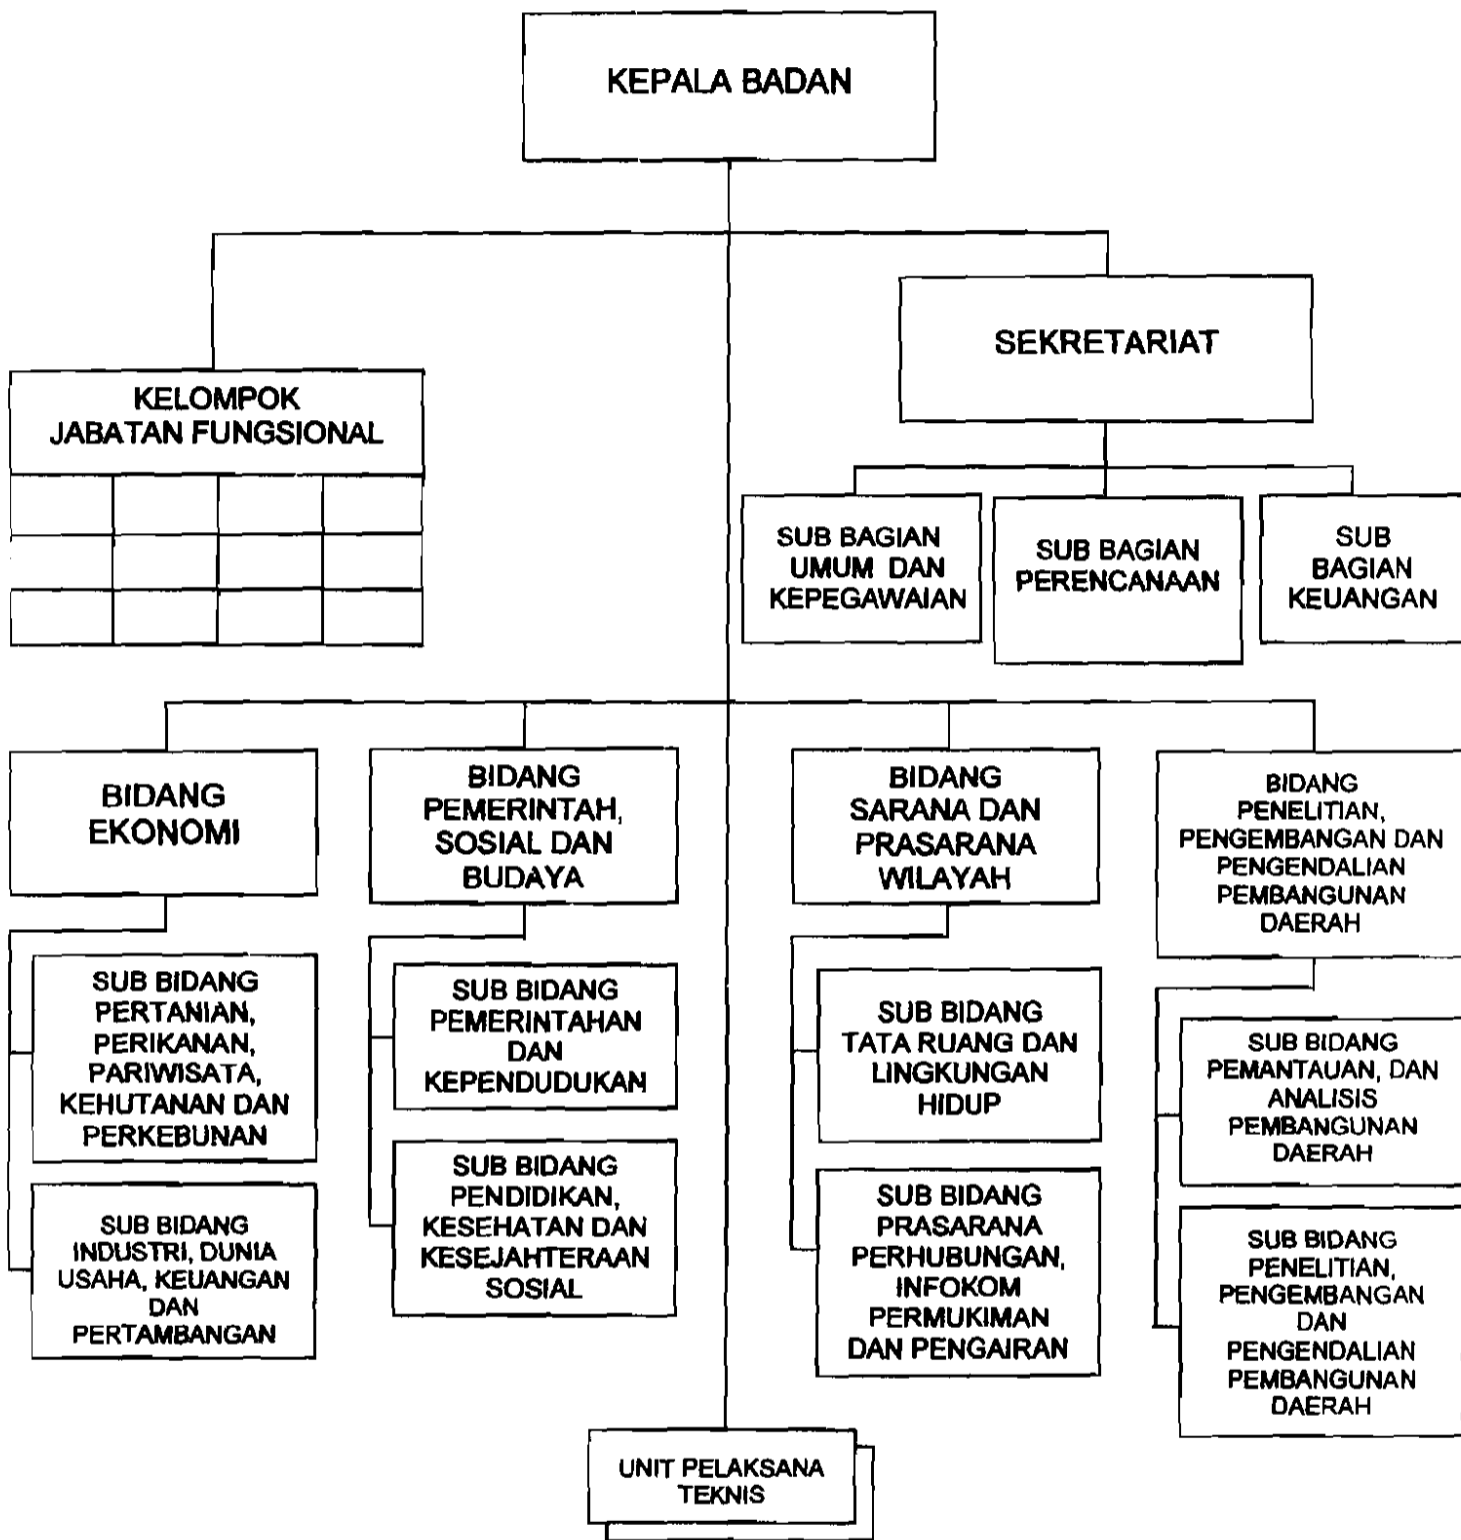 KEPALA BADAN
SEKRETARIAT
KELOMPOK
JABATAN FUNGSIONAL
SUB BAGIAN
UMUM DAN
KEPEGAWAIAN
SUB BAGIAN
PERENCANAAN
SUB
BAGIAN
KEUANGAN
BIDANG
EKONOMI
BIDANG
PEMERINTAH,
SOSIAL DAN
BUDAYA
BIDANG
SARANA DAN
PRASARANA
WILAYAH
BIDANG
PENELITIAN,
PENGEMBANGAN DAN
PENGENDALIAN
PEMBANGUNAN
DAERAH
SUB BIDANG
PERTANIAN,
PERIKANAN,
PARIWISATA,
KEHUTANAN DAN
PERKEBUNAN
SUB BIDANG
PEMERINTAHAN
DAN
KEPENDUDUKAN
SUB BIDANG
TATA RUANG DAN
LINGKUNGAN
HIDUP
SUB BIDANG
PEMANTAUAN, DAN
ANALISIS
PEMBANGUNAN
DAERAH
SUB BIDANG
INDUSTRI, DUNIA
USAHA, KEUANGAN
DAN
PERTAMBANGAN
SUB BIDANG
PENDIDIKAN,
KESEHATAN DAN
KESEJAHTERAAN
SOSIAL
SUB BIDANG
PRASARANA
PERHUBUNGAN,
INFOKOM
PERMUKIMAN
DAN PENGAIRAN
SUB BIDANG
PENELITIAN,
PENGEMBANGAN
DAN
PENGENDALIAN
PEMBANGUNAN
DAERAH
UNIT PELAKSANA
TEKNIS